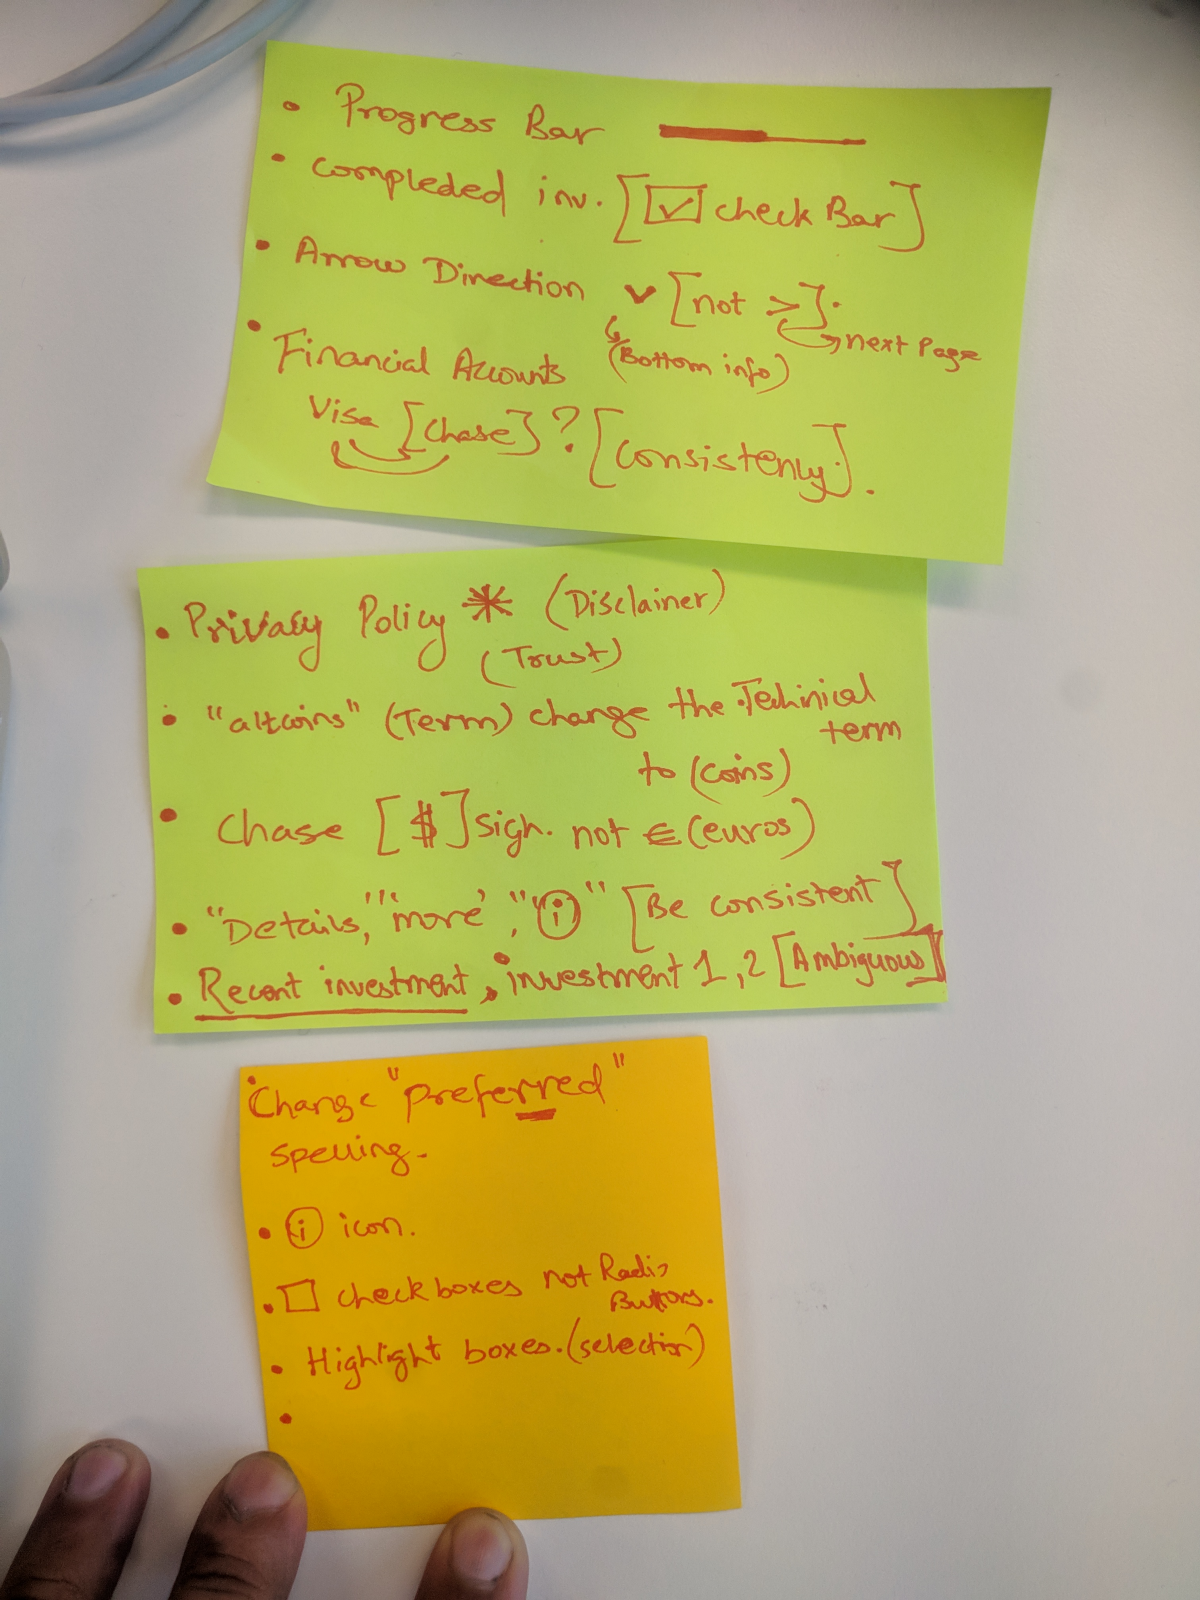 • Progress Bar
• compleded inv. [☑ check Bar]
• Arrow Direction ∨ [not >].
(Bottom info) next Page
• Financial Accounts
Visa [Chase] ? [Consistenly].
• Privacy Policy * (Disclainer)
(Trust)
• "altcoins" (Term) change the Techinical
term
to (coins)
• Chase [$] sign. not € (euros)
• "Details," "more", "ⓘ" [Be consistent]
• Recent investment, investment 1, 2 [Ambiguous]
• Change "preferred"
spelling.
• ⓘ icon.
• ☐ check boxes not Radio
Buttons.
• Highlight boxes. (selection)
•